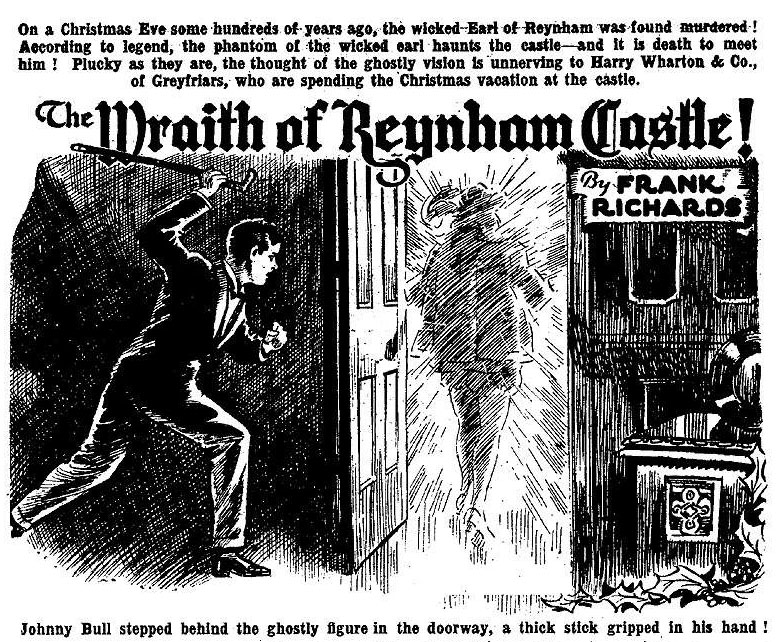 On a Christmas Eve some hundreds of years ago, the wicked Earl of Reynham was found murdered !
According to legend, the phantom of the wicked earl haunts the castle—and it is death to meet
him ! Plucky as they are, the thought of the ghostly vision is unnerving to Harry Wharton & Co.,
of Greyfriars, who are spending the Christmas vacation at the castle.
The Wraith of Reynham Castle!
By FRANK
RICHARDS
Johnny Bull stepped behind the ghostly figure in the doorway, a thick stick gripped in his hand !